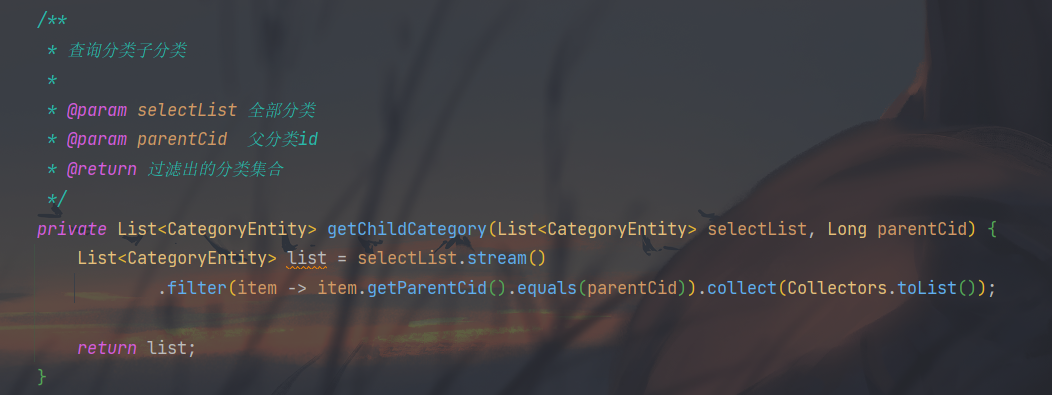 /**
 * 查询分类子分类
 *
 * @param selectList 全部分类
 * @param parentCid  父分类id
 * @return 过滤出的分类集合
 */
private List<CategoryEntity> getChildCategory(List<CategoryEntity> selectList, Long parentCid) {
    List<CategoryEntity> list = selectList.stream()
            .filter(item -> item.getParentCid().equals(parentCid)).collect(Collectors.toList());
    return list;
}